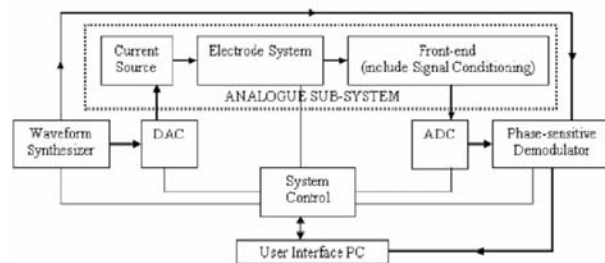 Current
Source
Electrode System
Front-end
(include Signal Conditioning)
ANALOGUE SUB-SYSTEM
Waveform
Synthesizer
DAC
ADC
Phase-sensitive
Demodulator
System
Control
User Interface PC